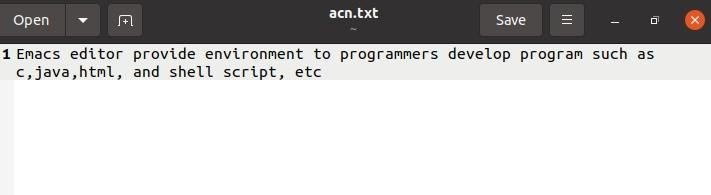 Open
acn.txt
~
Save
1 Emacs editor provide environment to programmers develop program such as
c,java,html, and shell script, etc